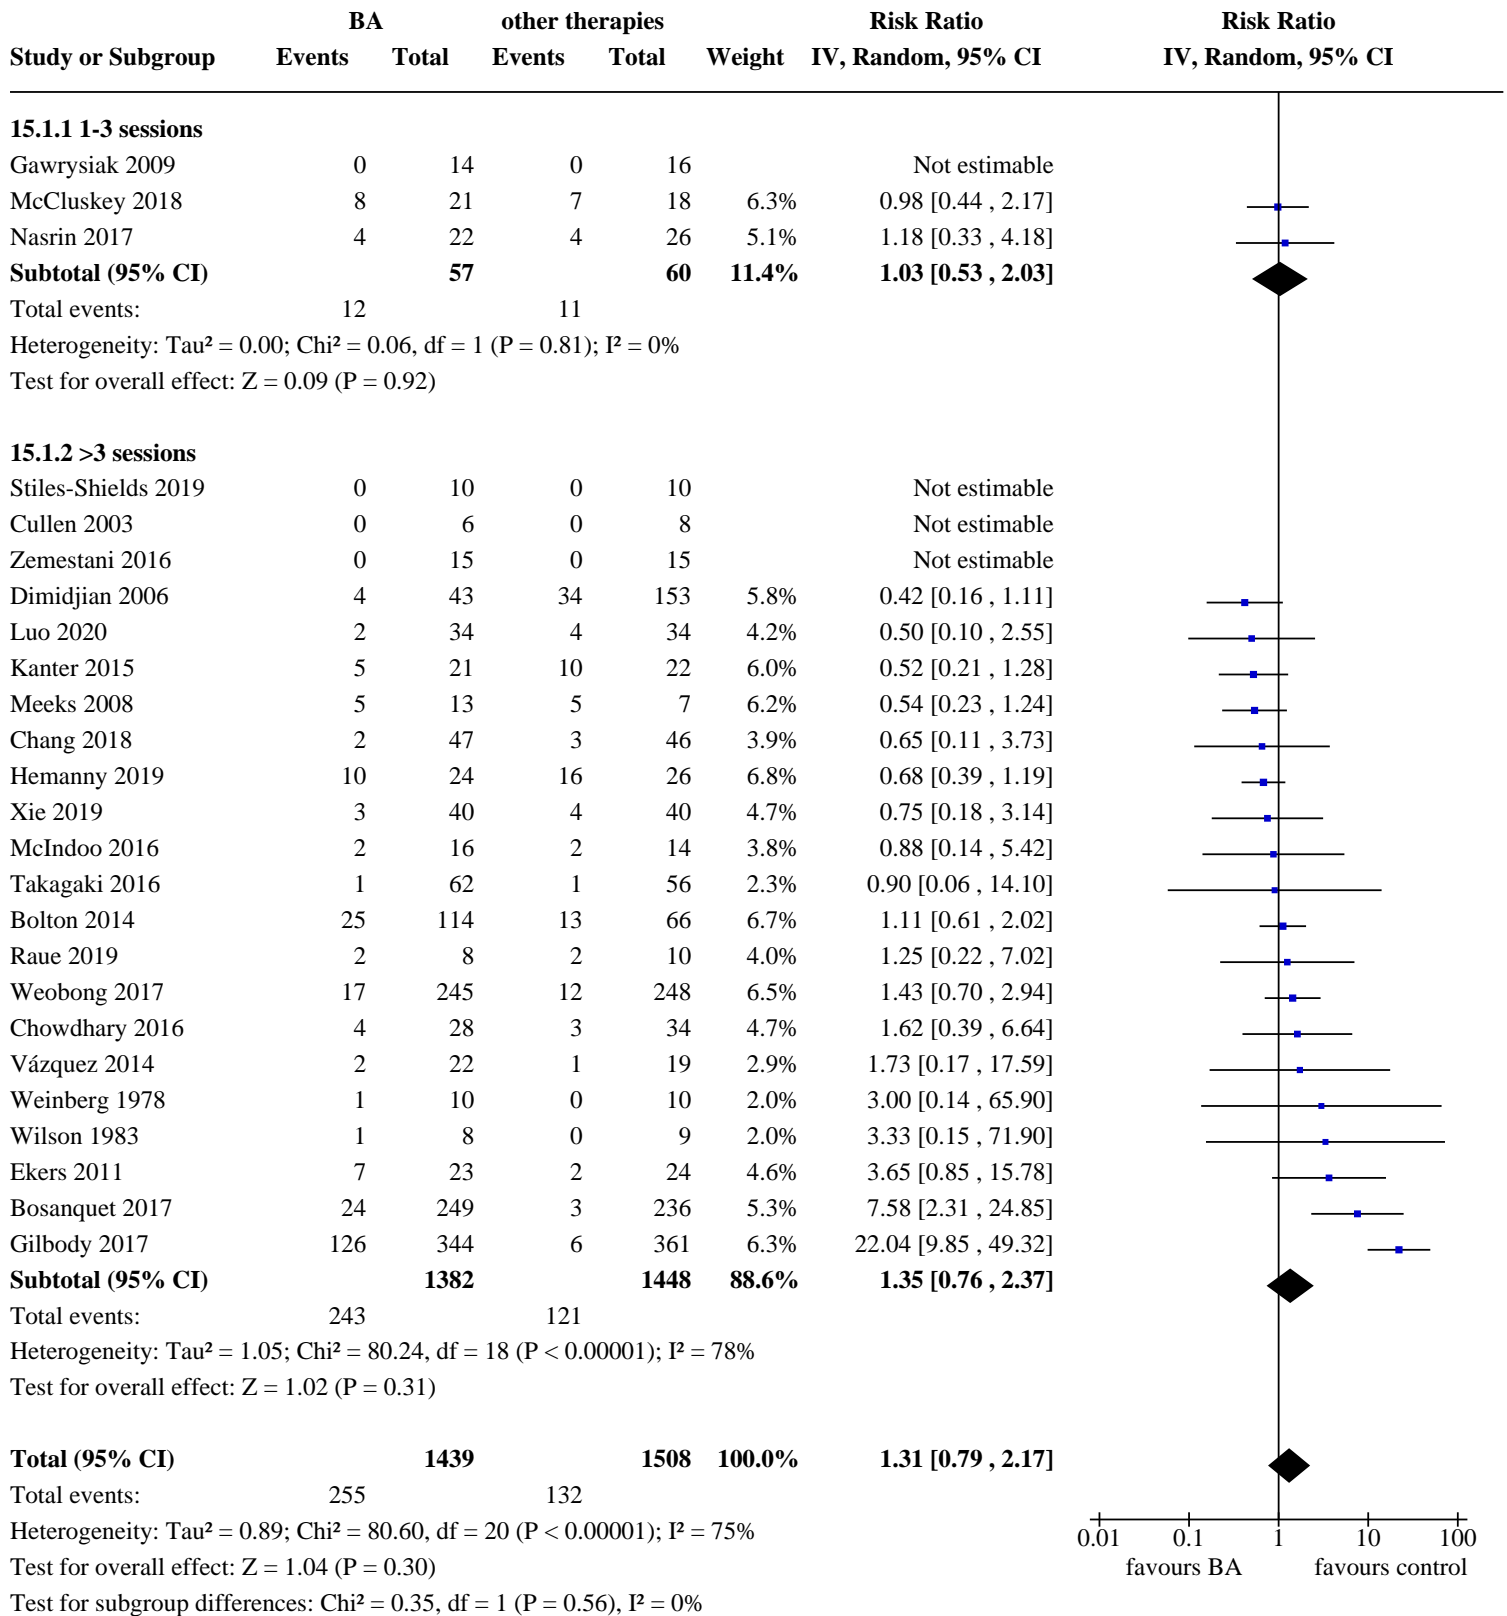 BA other therapies Risk Ratio Risk Ratio
Study or Subgroup Events Total Events Total Weight IV, Random, 95% CI IV, Random, 95% CI
15.1.1 1-3 sessions
Gawrysiak 2009 0 14 0 16 Not estimable
McCluskey 2018 8 21 7 18 6.3% 0.98 [0.44 , 2.17]
Nasrin 2017 4 22 4 26 5.1% 1.18 [0.33 , 4.18]
Subtotal (95% CI) 57 60 11.4% 1.03 [0.53 , 2.03]
Total events: 12 11
Heterogeneity: Tau² = 0.00; Chi² = 0.06, df = 1 (P = 0.81); I² = 0%
Test for overall effect: Z = 0.09 (P = 0.92)
15.1.2 >3 sessions
Stiles-Shields 2019 0 10 0 10 Not estimable
Cullen 2003 0 6 0 8 Not estimable
Zemestani 2016 0 15 0 15 Not estimable
Dimidjian 2006 4 43 34 153 5.8% 0.42 [0.16 , 1.11]
Luo 2020 2 34 4 34 4.2% 0.50 [0.10 , 2.55]
Kanter 2015 5 21 10 22 6.0% 0.52 [0.21 , 1.28]
Meeks 2008 5 13 5 7 6.2% 0.54 [0.23 , 1.24]
Chang 2018 2 47 3 46 3.9% 0.65 [0.11 , 3.73]
Hemanny 2019 10 24 16 26 6.8% 0.68 [0.39 , 1.19]
Xie 2019 3 40 4 40 4.7% 0.75 [0.18 , 3.14]
McIndoo 2016 2 16 2 14 3.8% 0.88 [0.14 , 5.42]
Takagaki 2016 1 62 1 56 2.3% 0.90 [0.06 , 14.10]
Bolton 2014 25 114 13 66 6.7% 1.11 [0.61 , 2.02]
Raue 2019 2 8 2 10 4.0% 1.25 [0.22 , 7.02]
Weobong 2017 17 245 12 248 6.5% 1.43 [0.70 , 2.94]
Chowdhary 2016 4 28 3 34 4.7% 1.62 [0.39 , 6.64]
Vázquez 2014 2 22 1 19 2.9% 1.73 [0.17 , 17.59]
Weinberg 1978 1 10 0 10 2.0% 3.00 [0.14 , 65.90]
Wilson 1983 1 8 0 9 2.0% 3.33 [0.15 , 71.90]
Ekers 2011 7 23 2 24 4.6% 3.65 [0.85 , 15.78]
Bosanquet 2017 24 249 3 236 5.3% 7.58 [2.31 , 24.85]
Gilbody 2017 126 344 6 361 6.3% 22.04 [9.85 , 49.32]
Subtotal (95% CI) 1382 1448 88.6% 1.35 [0.76 , 2.37]
Total events: 243 121
Heterogeneity: Tau² = 1.05; Chi² = 80.24, df = 18 (P < 0.00001); I² = 78%
Test for overall effect: Z = 1.02 (P = 0.31)
Total (95% CI) 1439 1508 100.0% 1.31 [0.79 , 2.17]
Total events: 255 132
Heterogeneity: Tau² = 0.89; Chi² = 80.60, df = 20 (P < 0.00001); I² = 75%
0.01 0.1 1 10 100
Test for overall effect: Z = 1.04 (P = 0.30)
favours BA favours control
Test for subgroup differences: Chi² = 0.35, df = 1 (P = 0.56), I² = 0%